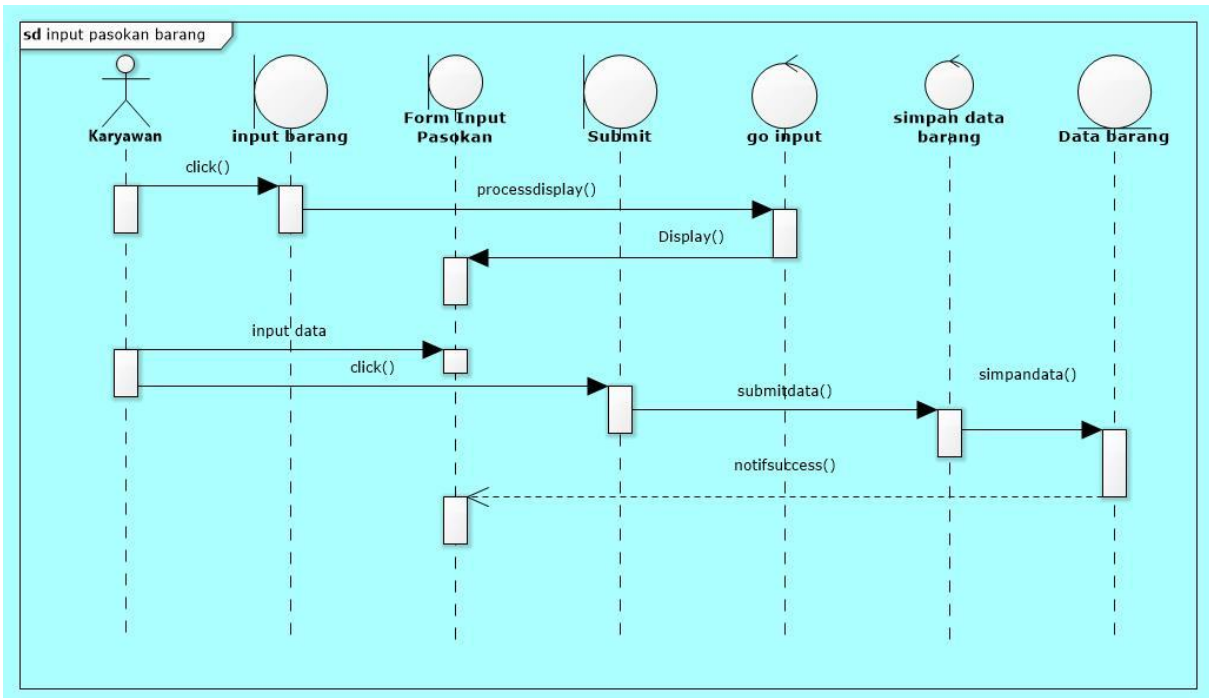 sd input pasokan barang
Karyawan
input barang
Form Input
Pasokan
Submit
go input
simpan data
barang
Data barang
click()
processdisplay()
Display()
input data
click()
simpandata()
submitdata()
notifsuccess()